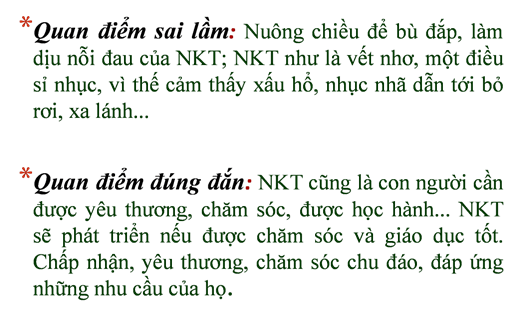 *Quan điểm sai lầm: Nuông chiều để bù đắp, làm
dịu nỗi đau của NKT; NKT như là vết nhơ, một điều
sỉ nhục, vì thế cảm thấy xấu hổ, nhục nhã dẫn tới bỏ
rơi, xa lánh...
*Quan điểm đúng đắn: NKT cũng là con người cần
được yêu thương, chăm sóc, được học hành... NKT
sẽ phát triển nếu được chăm sóc và giáo dục tốt.
Chấp nhận, yêu thương, chăm sóc chu đáo, đáp ứng
những nhu cầu của họ.